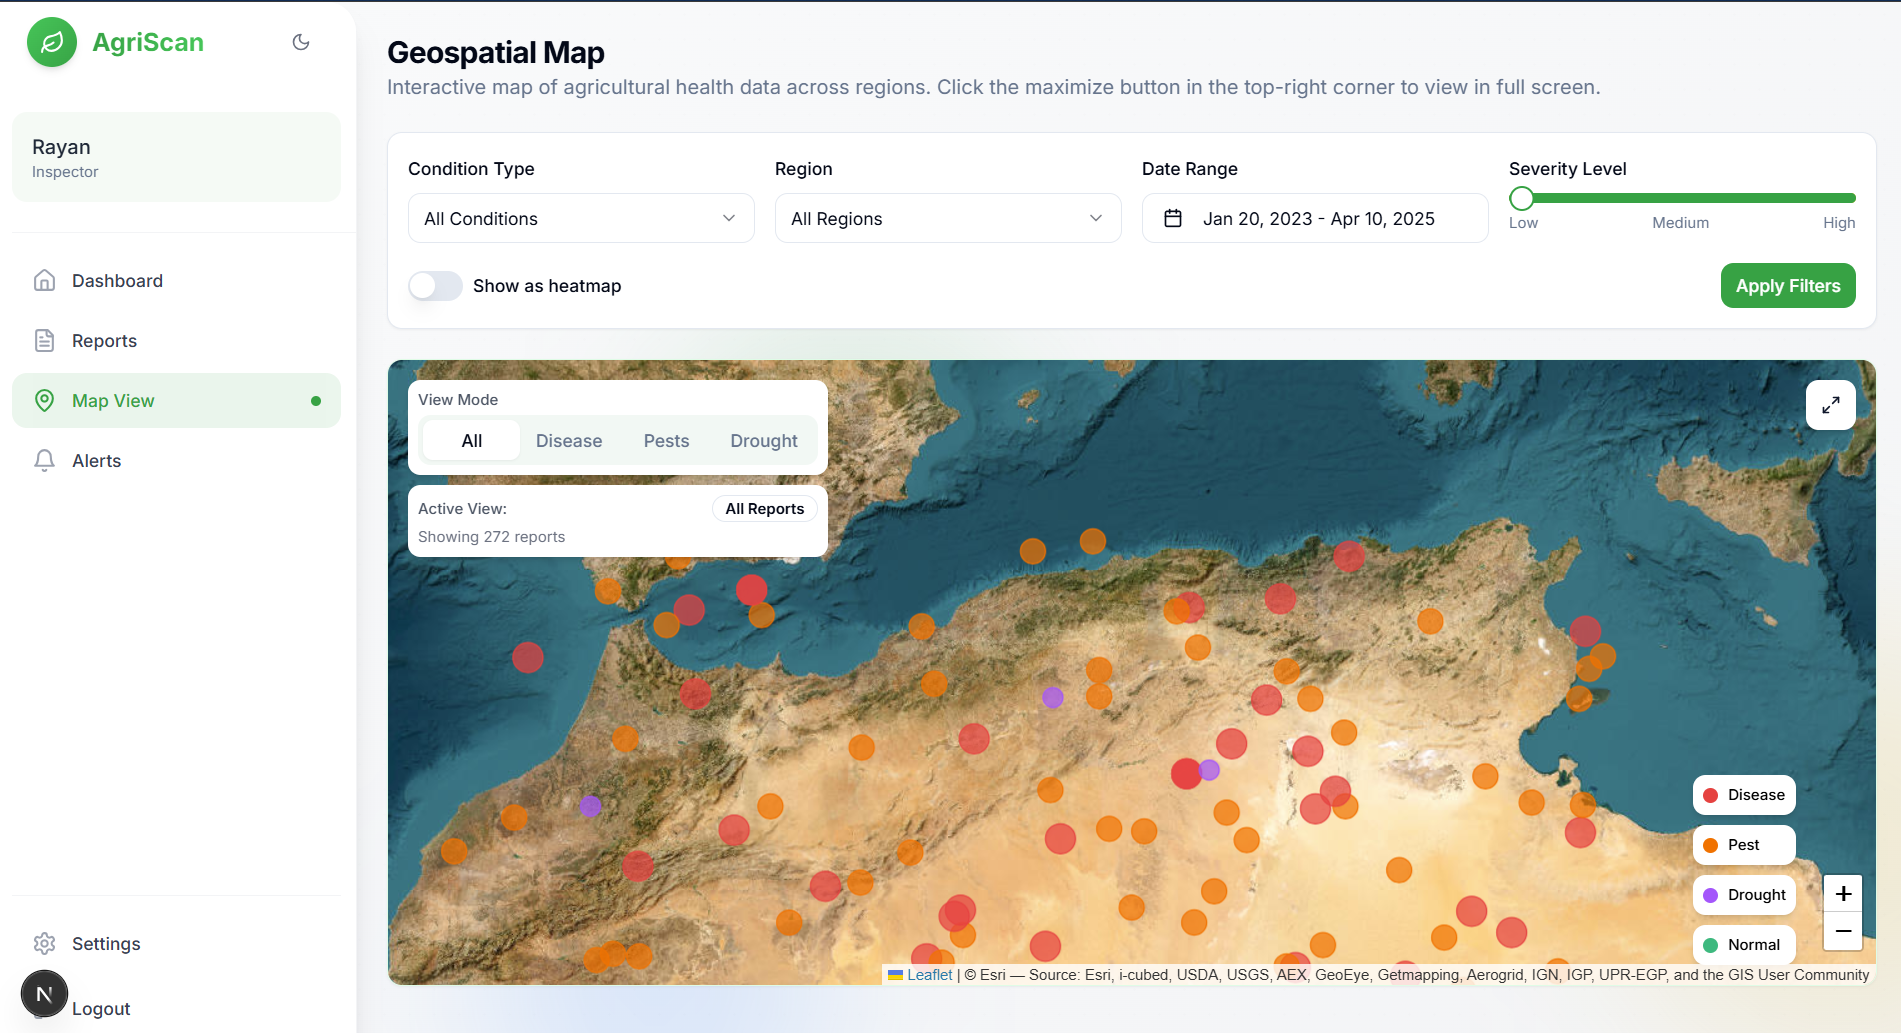 AgriScan
Rayan
Inspector
Dashboard
Reports
Map View
Alerts
Settings
N
Logout
Geospatial Map
Interactive map of agricultural health data across regions. Click the maximize button in the top-right corner to view in full screen.
Condition Type
All Conditions
Region
All Regions
Date Range
Jan 20, 2023 - Apr 10, 2025
Severity Level
Low Medium High
Show as heatmap
Apply Filters
View Mode
All Disease Pests Drought
Active View: All Reports
Showing 272 reports
Disease
Pest
Drought
Normal
+
−
Leaflet | © Esri — Source: Esri, i-cubed, USDA, USGS, AEX, GeoEye, Getmapping, Aerogrid, IGN, IGP, UPR-EGP, and the GIS User Community